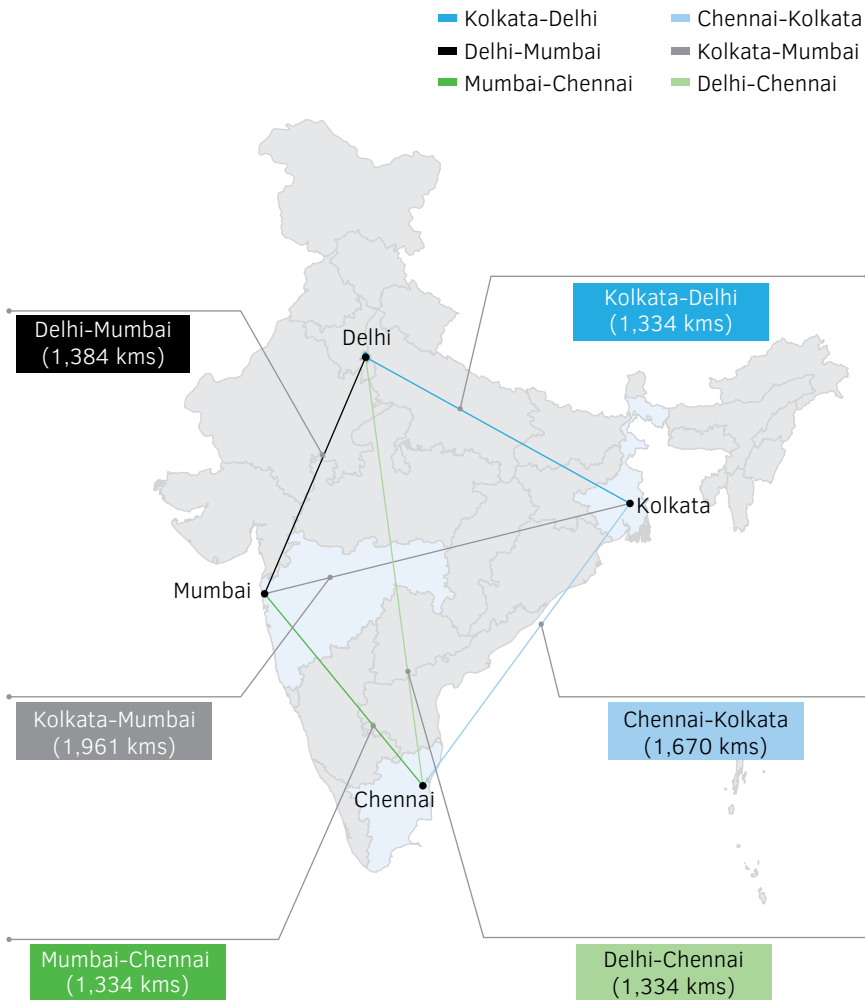 Kolkata-Delhi
Chennai-Kolkata
Delhi-Mumbai
Kolkata-Mumbai
Mumbai-Chennai
Delhi-Chennai
Kolkata-Delhi
(1,334 kms)
Delhi-Mumbai
(1,384 kms)
Delhi
Kolkata
Mumbai
Kolkata-Mumbai
(1,961 kms)
Chennai-Kolkata
(1,670 kms)
Chennai
Mumbai-Chennai
(1,334 kms)
Delhi-Chennai
(1,334 kms)